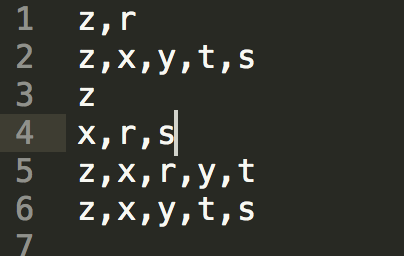 1 z,r
2 z,x,y,t,s
3 z
4 x,r,s
5 z,x,r,y,t
6 z,x,y,t,s
7